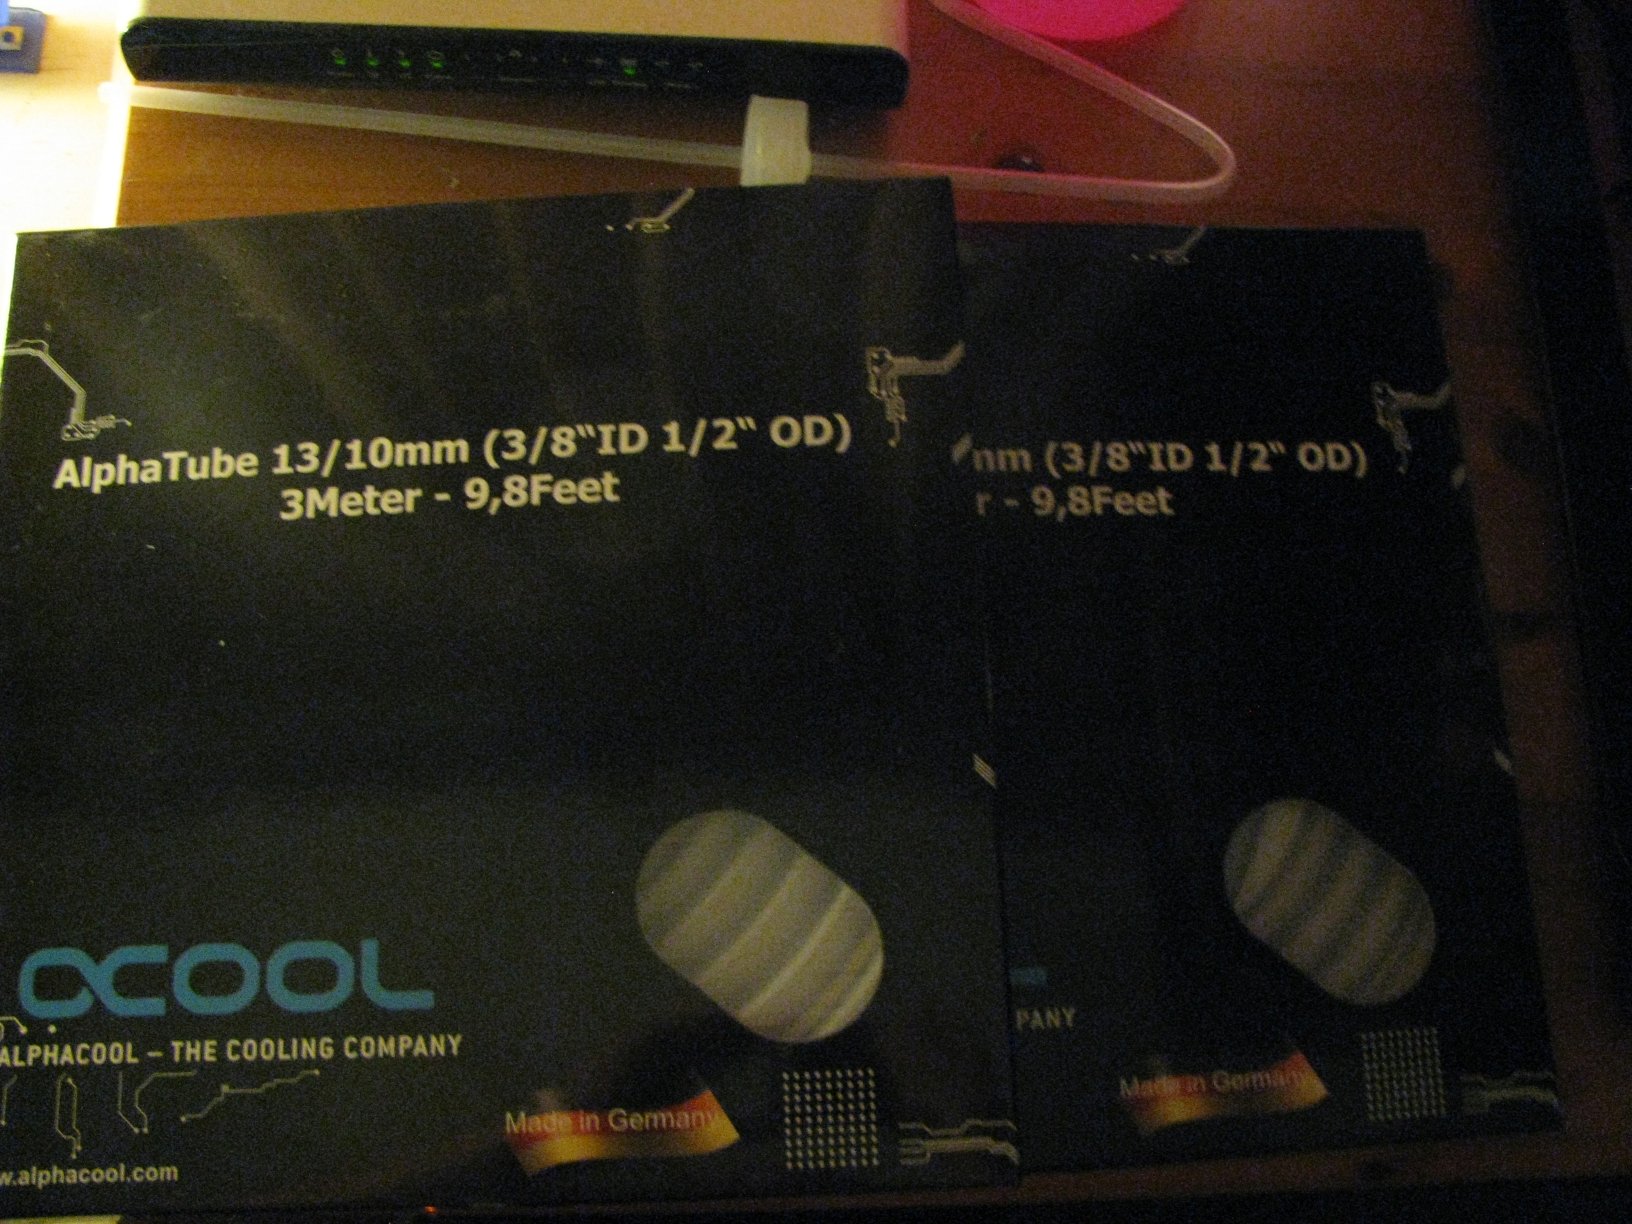 AlphaTube 13/10mm (3/8"ID 1/2" OD)
3Meter - 9,8Feet
acool
ALPHACOOL – THE COOLING COMPANY
Made in Germany
w.alphacool.com
nm (3/8"ID 1/2" OD)
r - 9,8Feet
PANY
Made in Germany